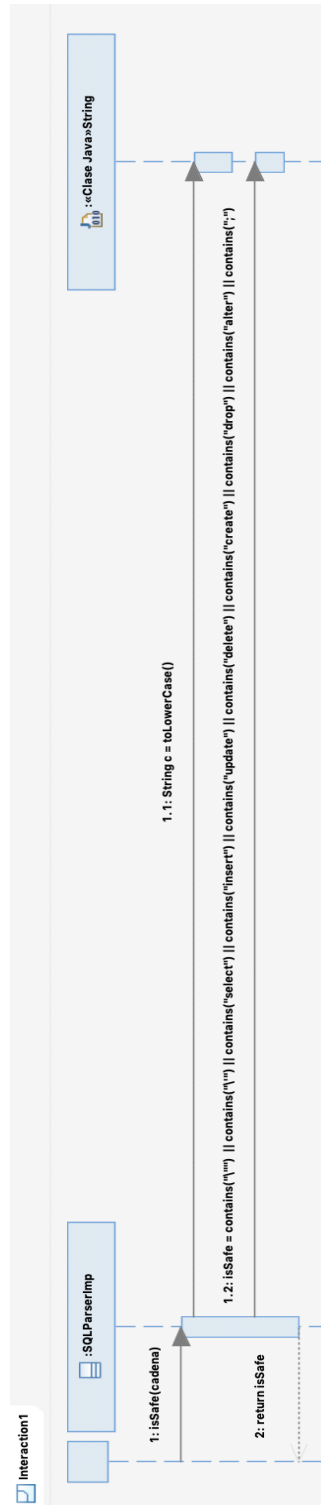 Interaction1
:SQLParserImp
:«Clase Java»String
1: isSafe(cadena)
1.1: String c = toLowerCase()
1.2: isSafe = contains("\"") || contains("\'") || contains("select") || contains("insert") || contains("update") || contains("delete") || contains("create") || contains("drop") || contains("alter") || contains(";")
2: return isSafe